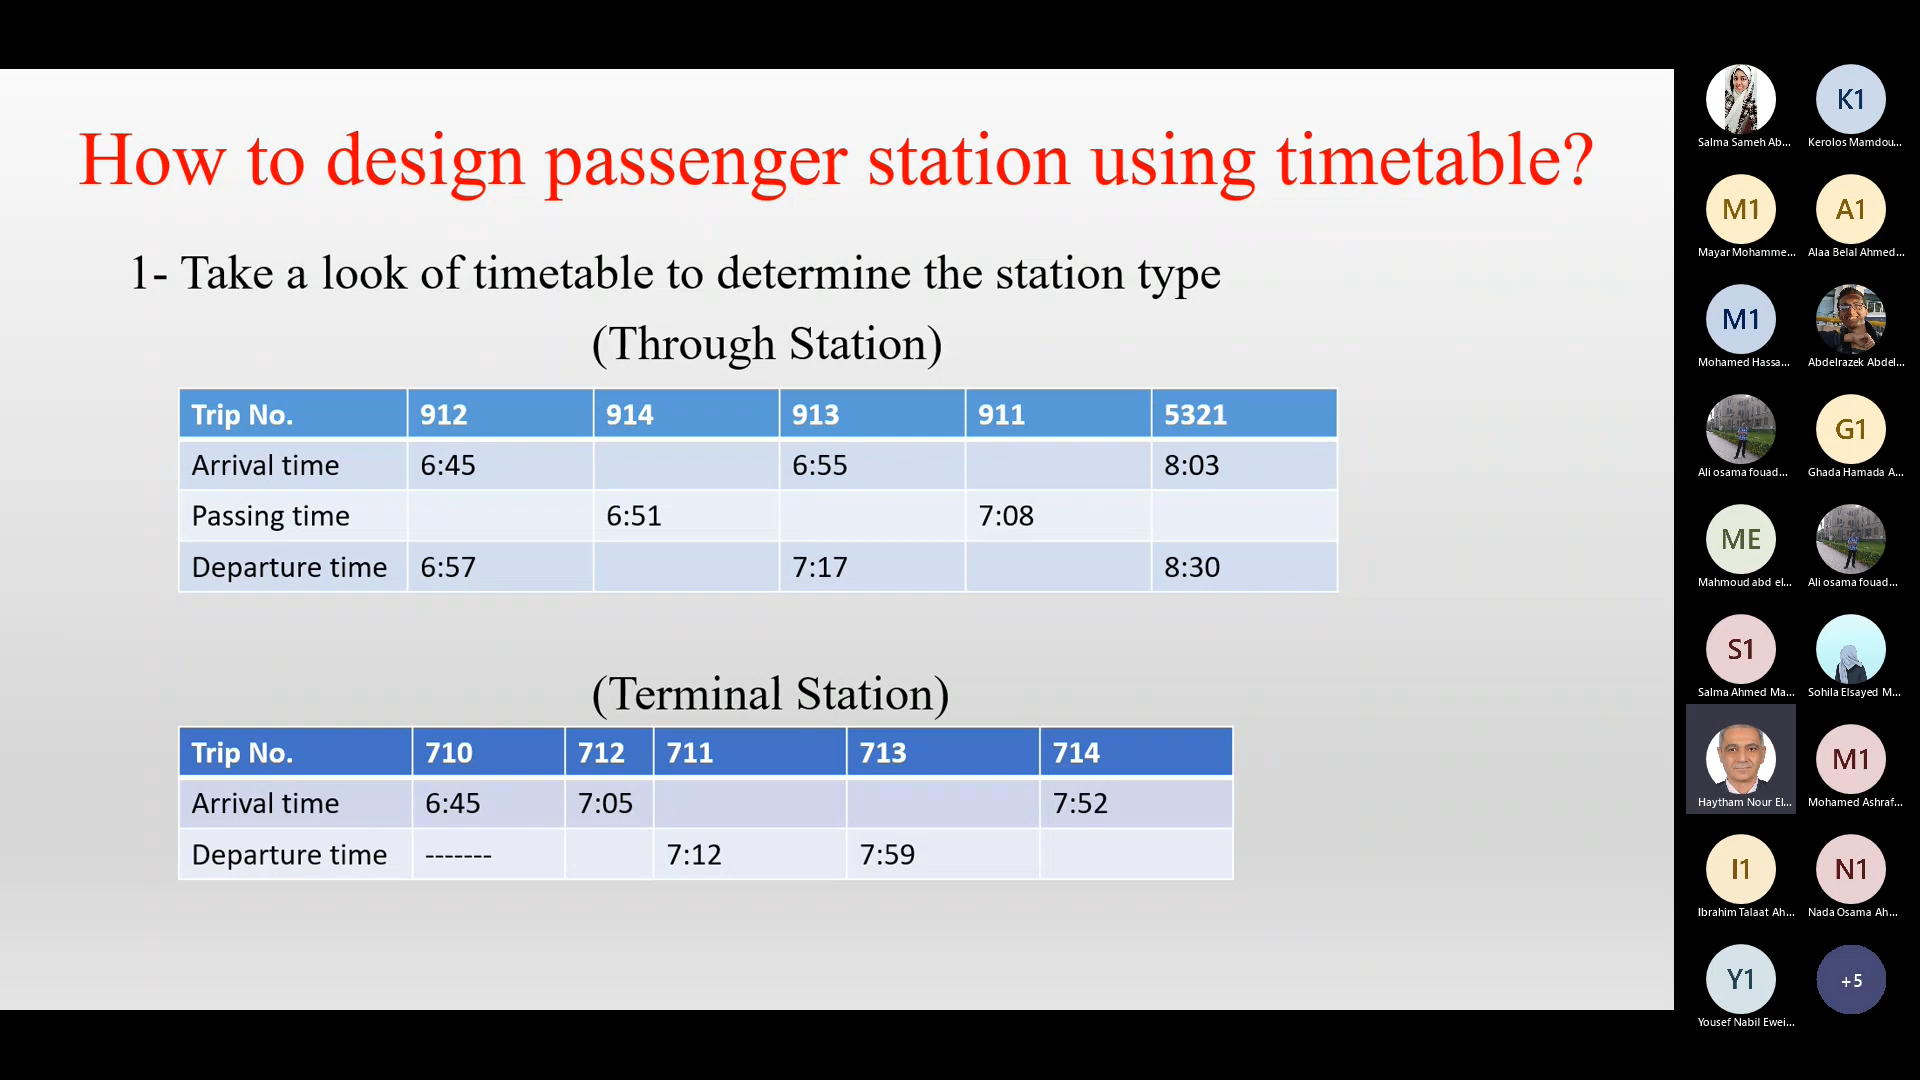 How to design passenger station using timetable?
1- Take a look of timetable to determine the station type
(Through Station)
Trip No. 912 914 913 911 5321
Arrival time 6:45 6:55 8:03
Passing time 6:51 7:08
Departure time 6:57 7:17 8:30
(Terminal Station)
Trip No. 710 712 711 713 714
Arrival time 6:45 7:05 7:52
Departure time ------- 7:12 7:59
K1
Salma Sameh Ab... Kerolos Mamdou...
M1 A1
Mayar Mohamme... Alaa Belal Ahmed...
M1
Mohamed Hassa... Abdelrazek Abdel...
G1
Ali osama fouad... Ghada Hamada A...
ME
Mahmoud abd el... Ali osama fouad...
S1
Salma Ahmed Ma... Sohila Elsayed M...
M1
Haytham Nour El... Mohamed Ashraf...
I1 N1
Ibrahim Talaat Ah... Nada Osama Ah...
Y1 +5
Yousef Nabil Ewei...